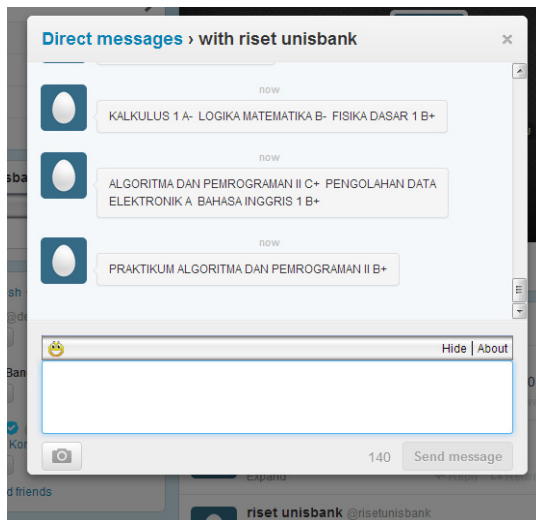 Direct messages › with riset unisbank
now
KALKULUS 1 A- LOGIKA MATEMATIKA B- FISIKA DASAR 1 B+
now
ALGORITMA DAN PEMROGRAMAN II C+ PENGOLAHAN DATA
ELEKTRONIK A BAHASA INGGRIS 1 B+
now
PRAKTIKUM ALGORITMA DAN PEMROGRAMAN II B+
Hide | About
140 Send message
Expand
d friends
riset unisbank @risetunisbank